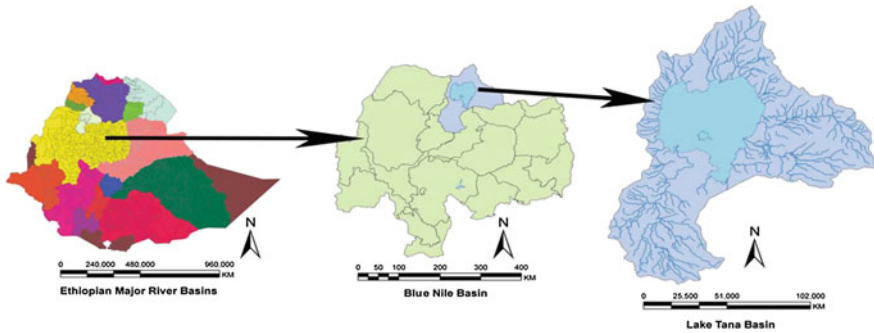 N
0 240.000 480.000 960.000
KM
Ethiopian Major River Basins
N
0 50 100 200 300 400
KM
Blue Nile Basin
N
0 25.500 51.000 102.000
KM
Lake Tana Basin